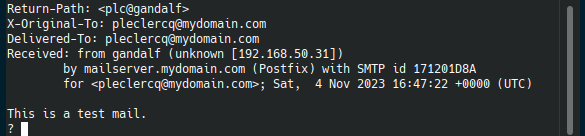 Return-Path: <plc@gandalf>
X-Original-To: pleclercq@mydomain.com
Delivered-To: pleclercq@mydomain.com
Received: from gandalf (unknown [192.168.50.31])
        by mailserver.mydomain.com (Postfix) with SMTP id 171201D8A
        for <pleclercq@mydomain.com>; Sat,  4 Nov 2023 16:47:22 +0000 (UTC)

This is a test mail.
?